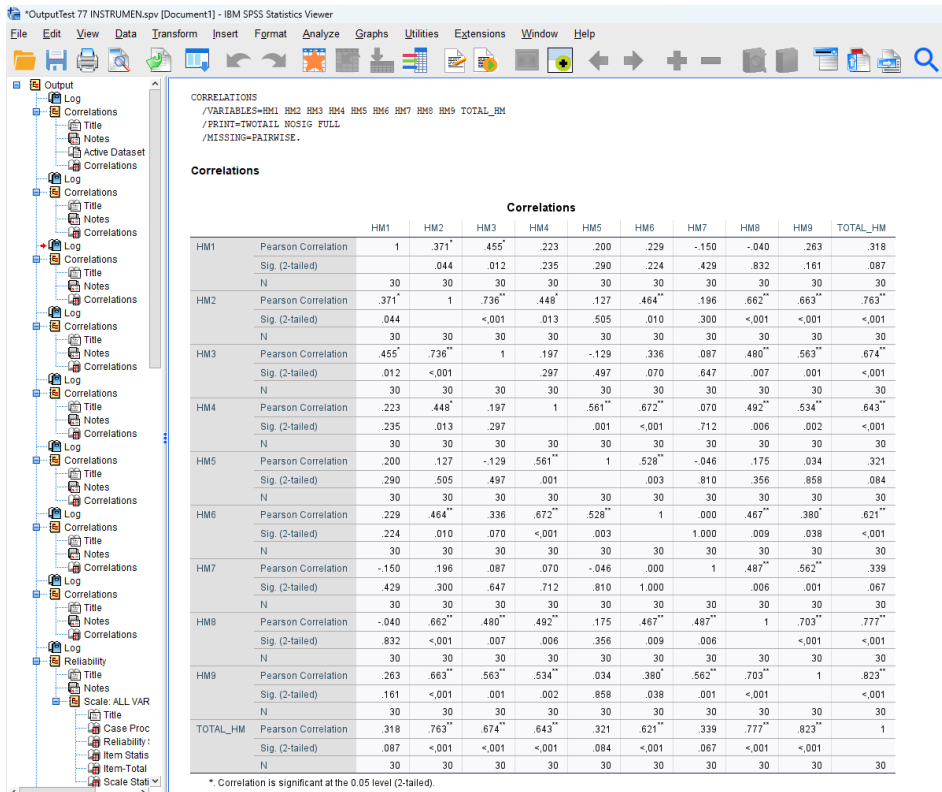 *OutputTest 77 INSTRUMEN.spv [Document1] - IBM SPSS Statistics Viewer
File Edit View Data Transform Insert Format Analyze Graphs Utilities Extensions Window Help
Output
Log
Correlations
Title
Notes
Active Dataset
Correlations
Log
Correlations
Title
Notes
Correlations
Log
Correlations
Title
Notes
Correlations
Log
Correlations
Title
Notes
Correlations
Log
Correlations
Title
Notes
Correlations
Log
Correlations
Title
Notes
Correlations
Log
Correlations
Title
Notes
Correlations
Log
Correlations
Title
Notes
Correlations
Log
Reliability
Title
Notes
Scale: ALL VAR
Title
Case Proc
Reliability
Item Statis
Item-Total
Scale Stati
CORRELATIONS
/VARIABLES=HM1 HM2 HM3 HM4 HM5 HM6 HM7 HM8 HM9 TOTAL_HM
/PRINT=TWOTAIL NOSIG FULL
/MISSING=PAIRWISE.
Correlations
Correlations
HM1 HM2 HM3 HM4 HM5 HM6 HM7 HM8 HM9 TOTAL_HM
HM1 Pearson Correlation 1 .371* .455* .223 .200 .229 -.150 -.040 .263 .318
Sig. (2-tailed) .044 .012 .235 .290 .224 .429 .832 .161 .087
N 30 30 30 30 30 30 30 30 30 30
HM2 Pearson Correlation .371* 1 .736** .448* .127 .464** .196 .662** .663** .763**
Sig. (2-tailed) .044 <,001 .013 .505 .010 .300 <,001 <,001 <,001
N 30 30 30 30 30 30 30 30 30 30
HM3 Pearson Correlation .455* .736** 1 .197 -.129 .336 .087 .480** .563** .674**
Sig. (2-tailed) .012 <,001 .297 .497 .070 .647 .007 .001 <,001
N 30 30 30 30 30 30 30 30 30 30
HM4 Pearson Correlation .223 .448* .197 1 .561** .672** .070 .492** .534** .643**
Sig. (2-tailed) .235 .013 .297 .001 <,001 .712 .006 .002 <,001
N 30 30 30 30 30 30 30 30 30 30
HM5 Pearson Correlation .200 .127 -.129 .561** 1 .528** -.046 .175 .034 .321
Sig. (2-tailed) .290 .505 .497 .001 .003 .810 .356 .858 .084
N 30 30 30 30 30 30 30 30 30 30
HM6 Pearson Correlation .229 .464** .336 .672** .528** 1 .000 .467** .380* .621**
Sig. (2-tailed) .224 .010 .070 <,001 .003 1.000 .009 .038 <,001
N 30 30 30 30 30 30 30 30 30 30
HM7 Pearson Correlation -.150 .196 .087 .070 -.046 .000 1 .487** .562** .339
Sig. (2-tailed) .429 .300 .647 .712 .810 1.000 .006 .001 .067
N 30 30 30 30 30 30 30 30 30 30
HM8 Pearson Correlation -.040 .662** .480** .492** .175 .467** .487** 1 .703** .777**
Sig. (2-tailed) .832 <,001 .007 .006 .356 .009 .006 <,001 <,001
N 30 30 30 30 30 30 30 30 30 30
HM9 Pearson Correlation .263 .663** .563** .534** .034 .380* .562** .703** 1 .823**
Sig. (2-tailed) .161 <,001 .001 .002 .858 .038 .001 <,001 <,001
N 30 30 30 30 30 30 30 30 30 30
TOTAL_HM Pearson Correlation .318 .763** .674** .643** .321 .621** .339 .777** .823** 1
Sig. (2-tailed) .087 <,001 <,001 <,001 .084 <,001 .067 <,001 <,001
N 30 30 30 30 30 30 30 30 30 30
*. Correlation is significant at the 0.05 level (2-tailed).